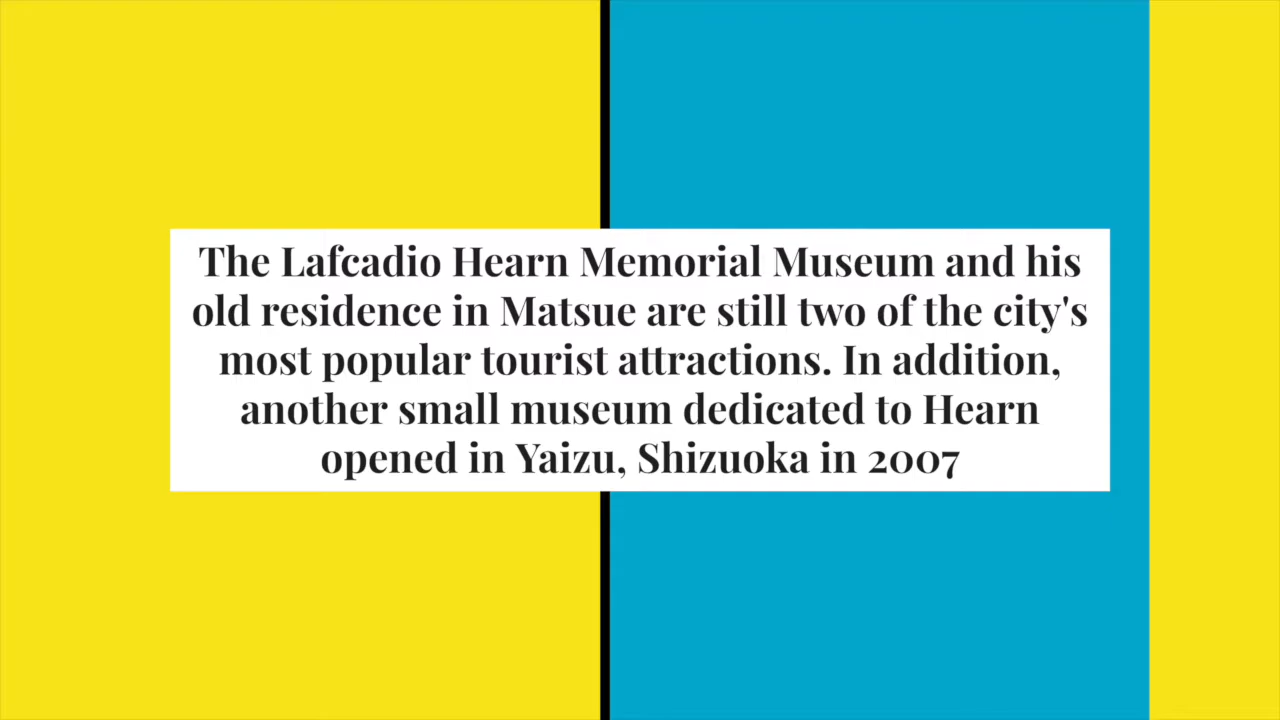 The Lafcadio Hearn Memorial Museum and his
old residence in Matsue are still two of the city's
most popular tourist attractions. In addition,
another small museum dedicated to Hearn
opened in Yaizu, Shizuoka in 2007